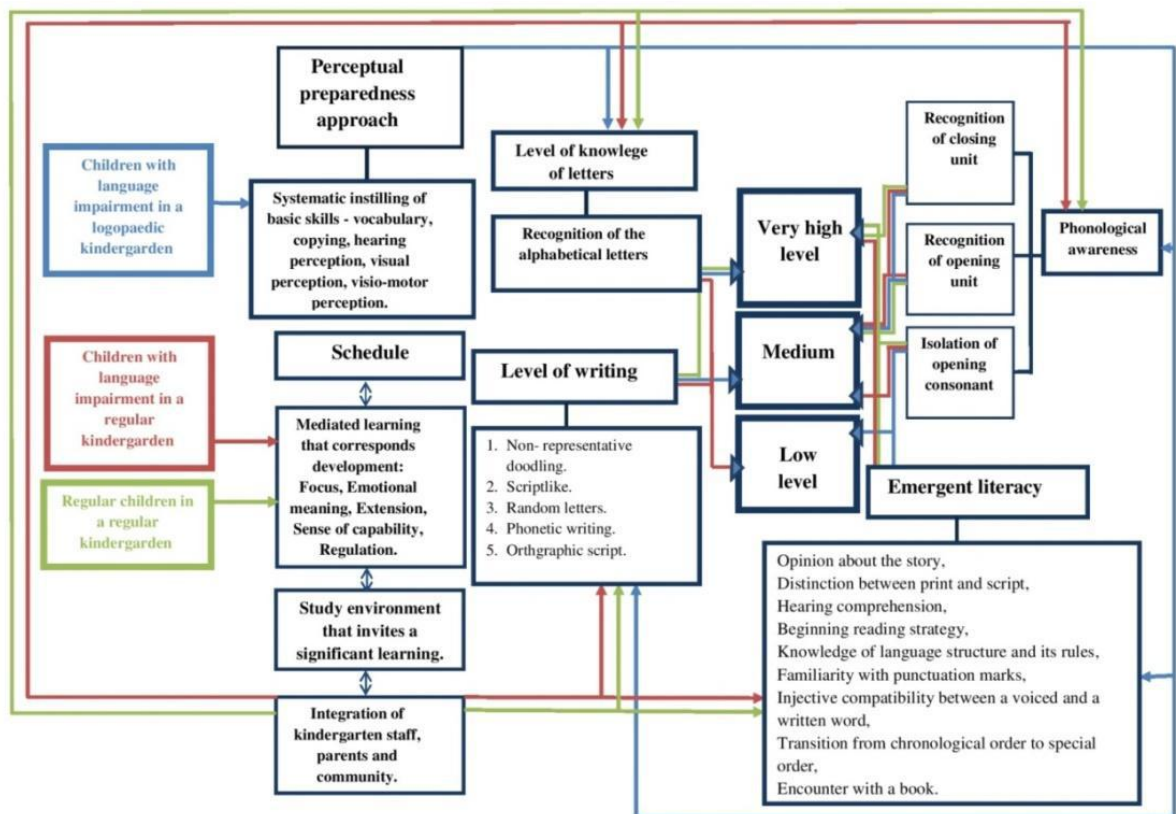 Perceptual
preparedness
approach
Children with
language
impairment in a
logopaedic
kindergarden
Systematic instilling of
basic skills - vocabulary,
copying, hearing
perception, visual
perception, visio-motor
perception.
Children with
language
impairment in a
regular
kindergarden
Regular children in
a regular
kindergarden
Schedule
Mediated learning
that corresponds
development:
Focus, Emotional
meaning, Extension,
Sense of capability,
Regulation.
Study environment
that invites a
significant learning.
Integration of
kindergarten staff,
parents and
community.
Level of knowlege
of letters
Recognition of the
alphabetical letters
Level of writing
1. Non- representative
doodling.
2. Scriptlike.
3. Random letters.
4. Phonetic writing.
5. Orthgraphic script.
Very high
level
Medium
Low
level
Recognition
of closing
unit
Recognition
of opening
unit
Isolation of
opening
consonant
Phonological
awareness
Emergent literacy
Opinion about the story,
Distinction between print and script,
Hearing comprehension,
Beginning reading strategy,
Knowledge of language structure and its rules,
Familiarity with punctuation marks,
Injective compatibility between a voiced and a
written word,
Transition from chronological order to special
order,
Encounter with a book.